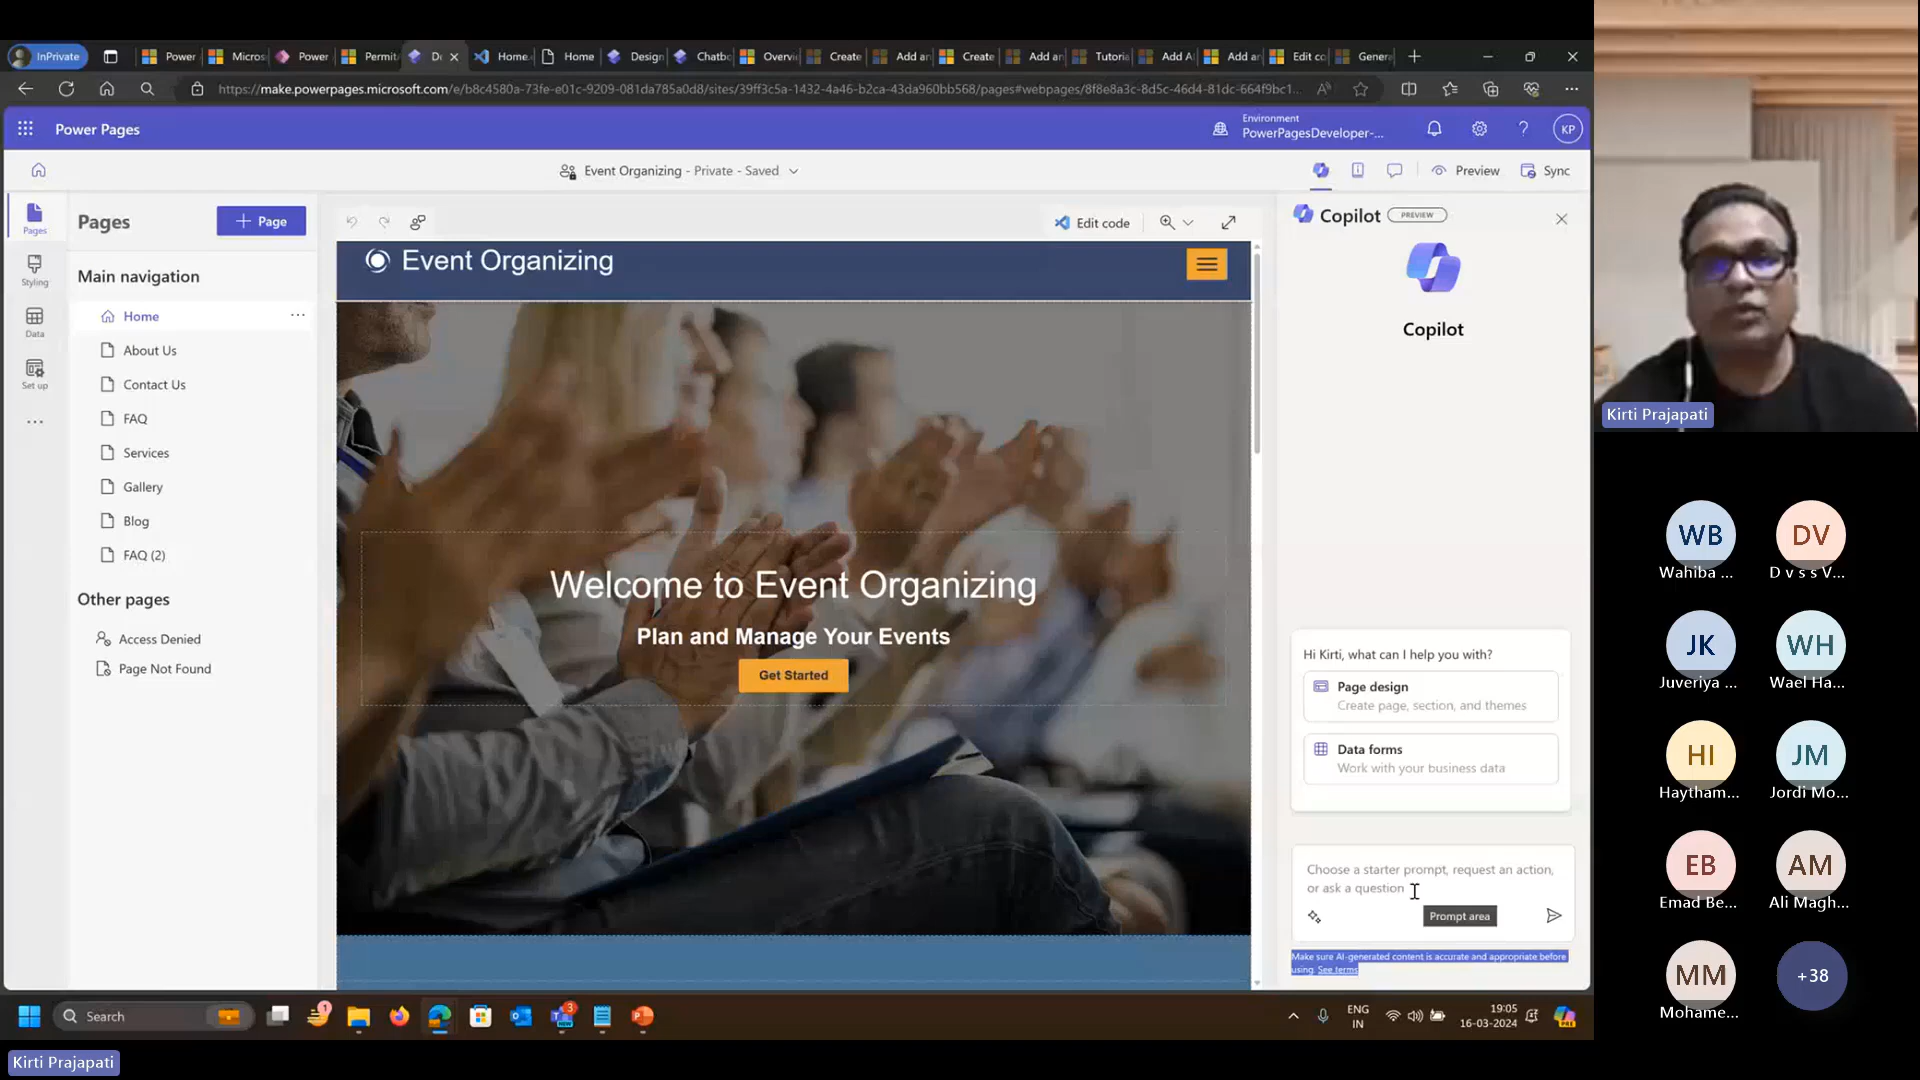 InPrivate
Power
Micros
Power
Permit
De
Home.
Home
Design
Chatbo
Overvi
Create
Add an
Create
Add an
Tutoria
Add A
Add an
Edit co
Genera
https://make.powerpages.microsoft.com/e/b8c4580a-73fe-e01c-9209-081da785a0d8/sites/39ff3c5a-1432-4a46-b2ca-43da960bb568/pages#webpages/8f8e8a3c-8d5c-46d4-81dc-664f9bc1...
Power Pages
Environment
PowerPagesDeveloper-...
KP
Event Organizing - Private - Saved
Preview
Sync
Pages
Styling
Data
Set up
Pages
+ Page
Main navigation
Home
About Us
Contact Us
FAQ
Services
Gallery
Blog
FAQ (2)
Other pages
Access Denied
Page Not Found
Edit code
Event Organizing
Welcome to Event Organizing
Plan and Manage Your Events
Get Started
Copilot PREVIEW
Copilot
Hi Kirti, what can I help you with?
Page design
Create page, section, and themes
Data forms
Work with your business data
Choose a starter prompt, request an action,
or ask a question
Prompt area
Make sure AI-generated content is accurate and appropriate before
using. See terms
Search
1
3
ENG
IN
19:05
16-03-2024
PRE
Kirti Prajapati
Kirti Prajapati
WB
Wahiba ...
DV
D v s s V...
JK
Juveriya ...
WH
Wael Ha...
HI
Haytham...
JM
Jordi Mo...
EB
Emad Be...
AM
Ali Magh...
MM
Mohame...
+38